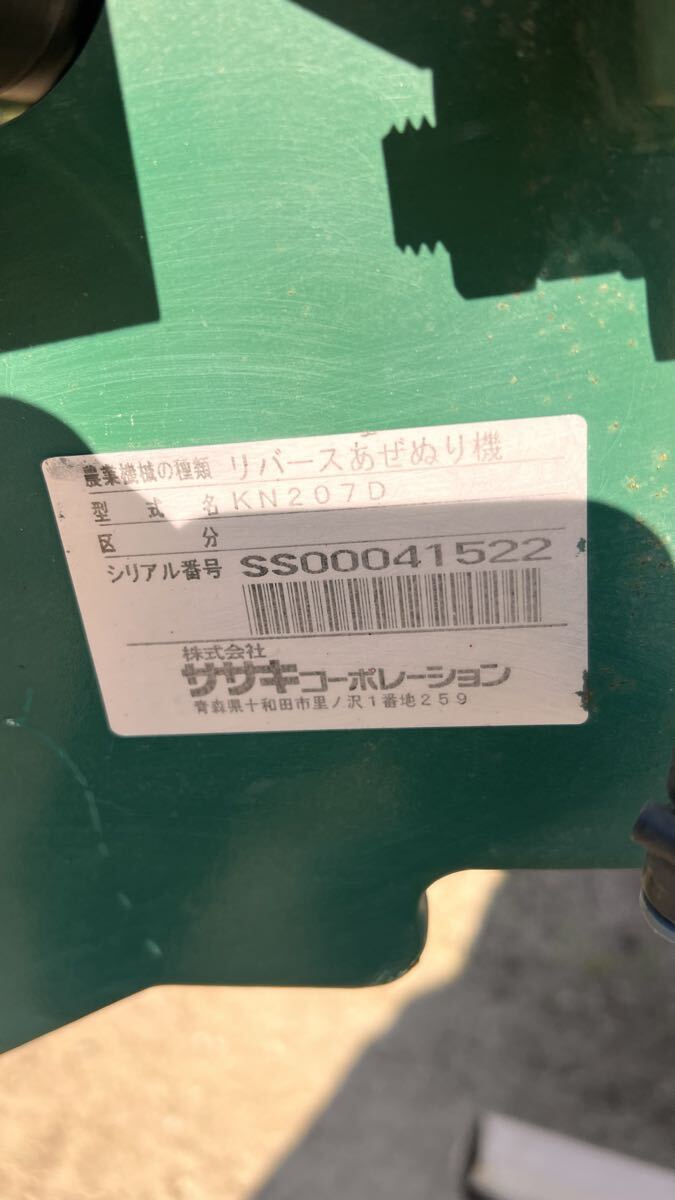 農業機械の種類 リバースあぜぬり機
型式名 KN207D
区分
シリアル番号 SS00041522
株式会社
ササキコーポレーション
青森県十和田市里ノ沢1番地259